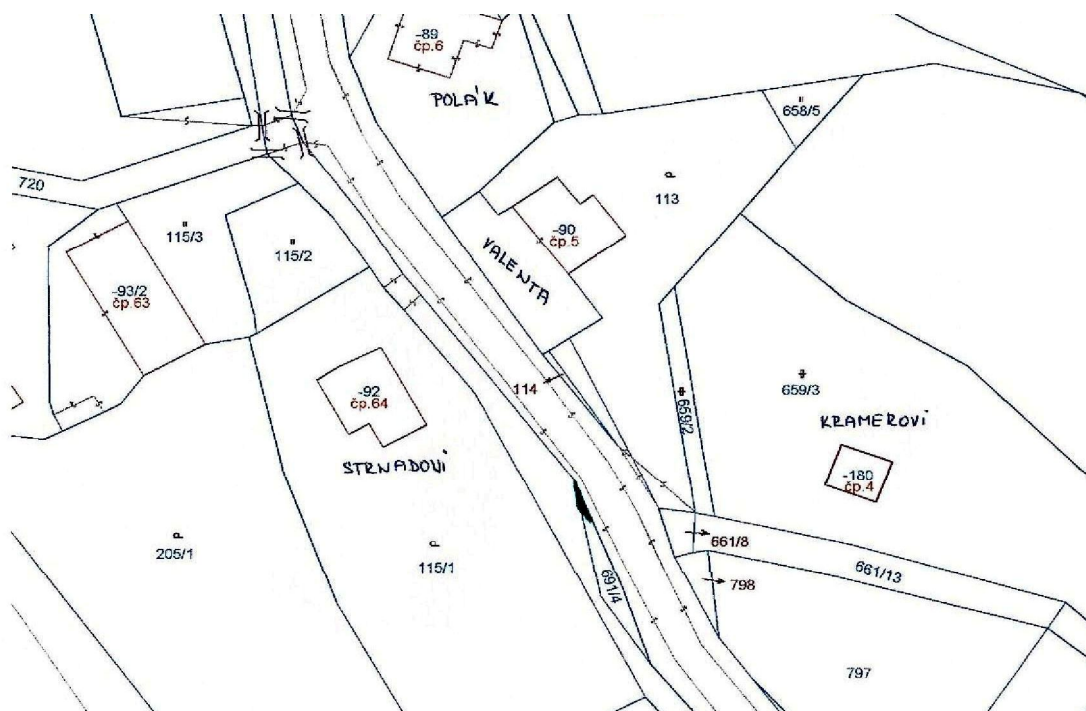 -89
čp.6
POLÁK
658/5
720
113
115/3
-90
čp.5
115/2
VALENTA
-93/2
čp.63
114
659/3
-92
čp.64
659/2
KRAMEROVI
STRNADOVI
-180
čp.4
661/8
205/1
115/1
661/13
691/4
798
797